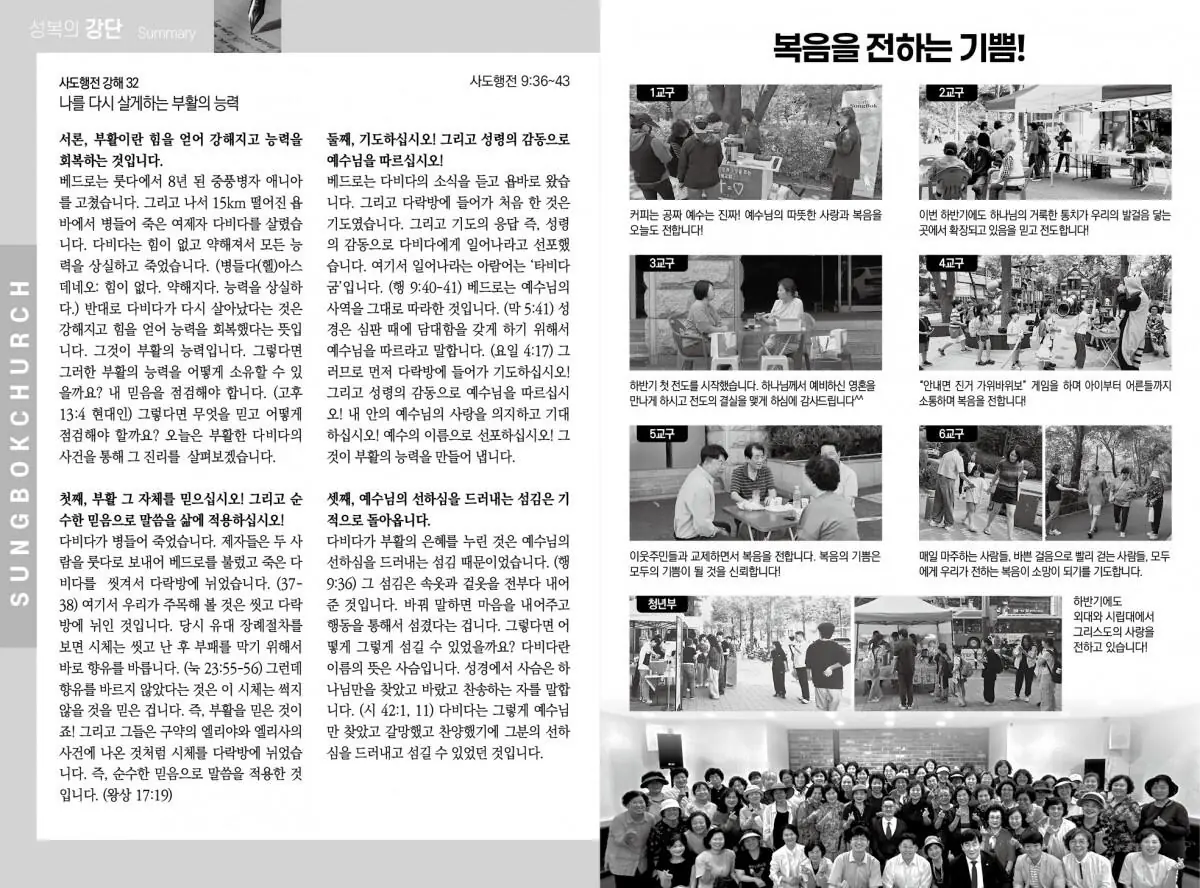 성복의 강단 Summary
SUNGBOKCHURCH
사도행전 강해 32
사도행전 9:36~43
나를 다시 살게하는 부활의 능력
서론, 부활이란 힘을 얻어 강해지고 능력을
회복하는 것입니다.
베드로는 룻다에서 8년 된 중풍병자 애니아
를 고쳤습니다. 그리고 나서 15km 떨어진 욥
바에서 병들어 죽은 여제자 다비다를 살렸습
니다. 다비다는 힘이 없고 약해져서 모든 능
력을 상실하고 죽었습니다. (병들다(헬)아스
데네오: 힘이 없다. 약해지다. 능력을 상실하
다.) 반대로 다비다가 다시 살아났다는 것은
강해지고 힘을 얻어 능력을 회복했다는 뜻입
니다. 그것이 부활의 능력입니다. 그렇다면
그러한 부활의 능력을 어떻게 소유할 수 있
을까요? 내 믿음을 점검해야 합니다. (고후
13:4 현대인) 그렇다면 무엇을 믿고 어떻게
점검해야 할까요? 오늘은 부활한 다비다의
사건을 통해 그 진리를 살펴보겠습니다.
첫째, 부활 그 자체를 믿으십시오! 그리고 순
수한 믿음으로 말씀을 삶에 적용하십시오!
다비다가 병들어 죽었습니다. 제자들은 두 사
람을 룻다로 보내어 베드로를 불렀고 죽은 다
비다를 씻겨서 다락방에 뉘었습니다. (37-
38) 여기서 우리가 주목해 볼 것은 씻고 다락
방에 뉘인 것입니다. 당시 유대 장례절차를
보면 시체는 씻고 난 후 부패를 막기 위해서
바로 향유를 바릅니다. (눅 23:55-56) 그런데
향유를 바르지 않았다는 것은 이 시체는 썩지
않을 것을 믿은 겁니다. 즉, 부활을 믿은 것이
죠! 그리고 그들은 구약의 엘리야와 엘리사의
사건에 나온 것처럼 시체를 다락방에 뉘었습
니다. 즉, 순수한 믿음으로 말씀을 적용한 것
입니다. (왕상 17:19)
둘째, 기도하십시오! 그리고 성령의 감동으로
예수님을 따르십시오!
베드로는 다비다의 소식을 듣고 욥바로 왔습
니다. 그리고 다락방에 들어가 처음 한 것은
기도였습니다. 그리고 기도의 응답 즉, 성령
의 감동으로 다비다에게 일어나라고 선포했
습니다. 여기서 일어나라는 아람어는 ‘타비다
굼’입니다. (행 9:40-41) 베드로는 예수님의
사역을 그대로 따라한 것입니다. (막 5:41) 성
경은 심판 때에 담대함을 갖게 하기 위해서
예수님을 따르라고 말합니다. (요일 4:17) 그
러므로 먼저 다락방에 들어가 기도하십시오!
그리고 성령의 감동으로 예수님을 따르십시
오! 내 안의 예수님의 사랑을 의지하고 기대
하십시오! 예수의 이름으로 선포하십시오! 그
것이 부활의 능력을 만들어 냅니다.
셋째, 예수님의 선하심을 드러내는 섬김은 기
적으로 돌아옵니다.
다비다가 부활의 은혜를 누린 것은 예수님의
선하심을 드러내는 섬김 때문이었습니다. (행
9:36) 그 섬김은 속옷과 겉옷을 전부다 내어
준 것입니다. 바꿔 말하면 마음을 내어주고
행동을 통해서 섬겼다는 겁니다. 그렇다면 어
떻게 그렇게 섬길 수 있었을까요? 다비다란
이름의 뜻은 사슴입니다. 성경에서 사슴은 하
나님만을 찾았고 바랐고 찬송하는 자를 말합
니다. (시 42:1, 11) 다비다는 그렇게 예수님
만 찾았고 갈망했고 찬양했기에 그분의 선하
심을 드러내고 섬길 수 있었던 것입니다.
복음을 전하는 기쁨!
1교구
SungBok
커피는 공짜 예수는 진짜! 예수님의 따뜻한 사랑과 복음을
오늘도 전합니다!
2교구
이번 하반기에도 하나님의 거룩한 통치가 우리의 발걸음 닿는
곳에서 확장되고 있음을 믿고 전도합니다!
3교구
하반기 첫 전도를 시작했습니다. 하나님께서 예비하신 영혼을
만나게 하시고 전도의 결실을 맺게 하심에 감사드립니다^^
4교구
“안내면 진거 가위바위보” 게임을 하며 아이부터 어른들까지
소통하며 복음을 전합니다!
5교구
이웃주민들과 교제하면서 복음을 전합니다. 복음의 기쁨은
모두의 기쁨이 될 것을 신뢰합니다!
6교구
매일 마주하는 사람들, 바쁜 걸음으로 빨리 걷는 사람들, 모두
에게 우리가 전하는 복음이 소망이 되기를 기도합니다.
청년부
하반기에도
외대와 시립대에서
그리스도의 사랑을
전하고 있습니다!